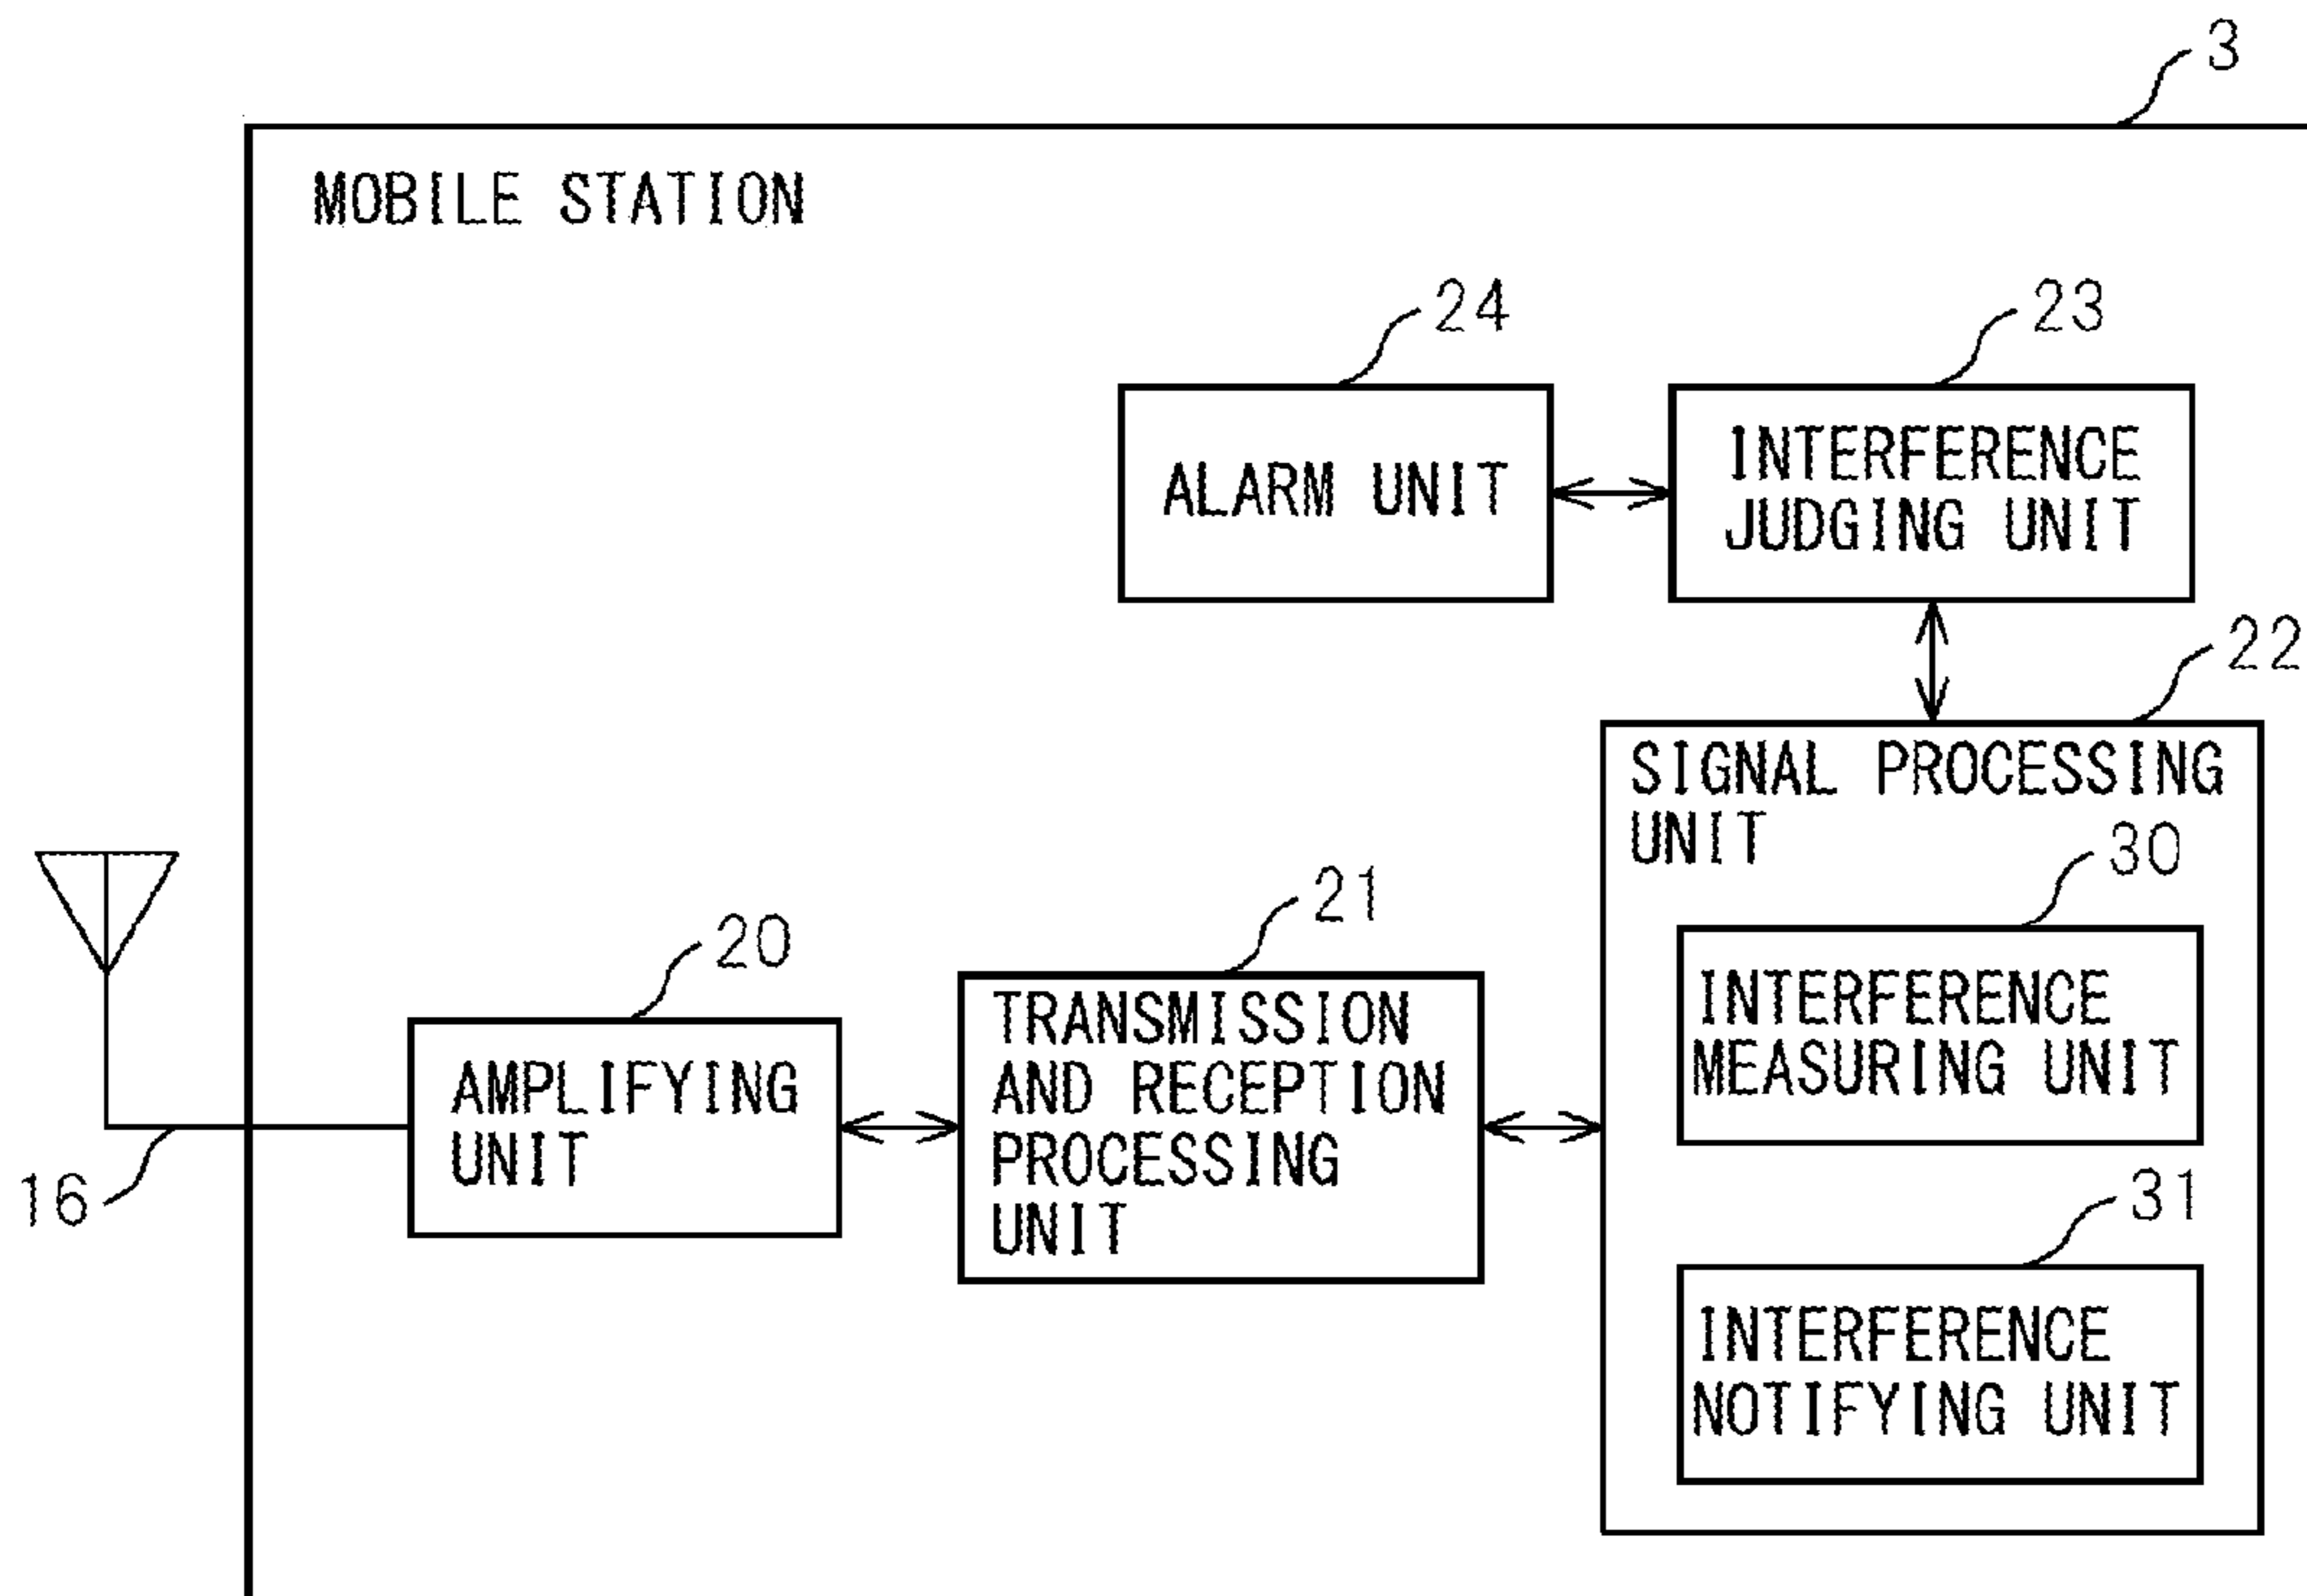 3
MOBILE STATION
24
23
ALARM UNIT
INTERFERENCE
JUDGING UNIT
22
SIGNAL PROCESSING
UNIT
30
INTERFERENCE
MEASURING UNIT
21
20
TRANSMISSION
AND RECEPTION
PROCESSING
UNIT
AMPLIFYING
UNIT
16
31
INTERFERENCE
NOTIFYING UNIT